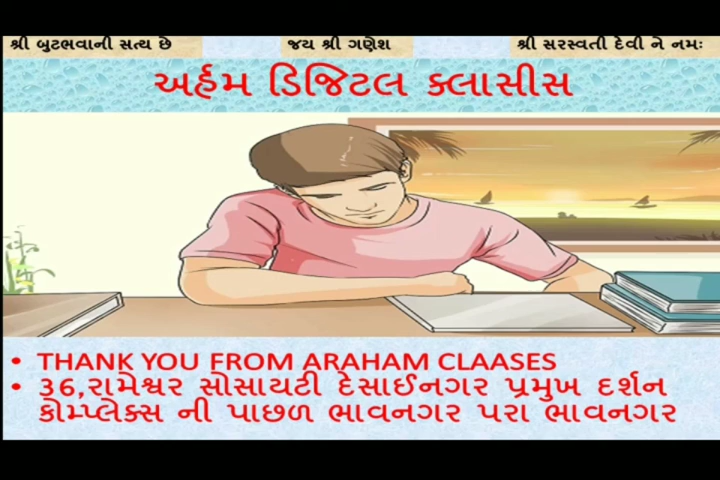 શ્રી બુટભવાની સત્ય છે જય શ્રી ગણેશ શ્રી સરસ્વતી દેવી ને નમઃ
અર્હમ ડિજિટલ ક્લાસીસ
• THANK YOU FROM ARAHAM CLAASES
• ૩૬,રામેશ્વર સોસાયટી દેસાઈનગર પ્રમુખ દર્શન
કોમ્પ્લેક્સ ની પાછળ ભાવનગર પરા ભાવનગર